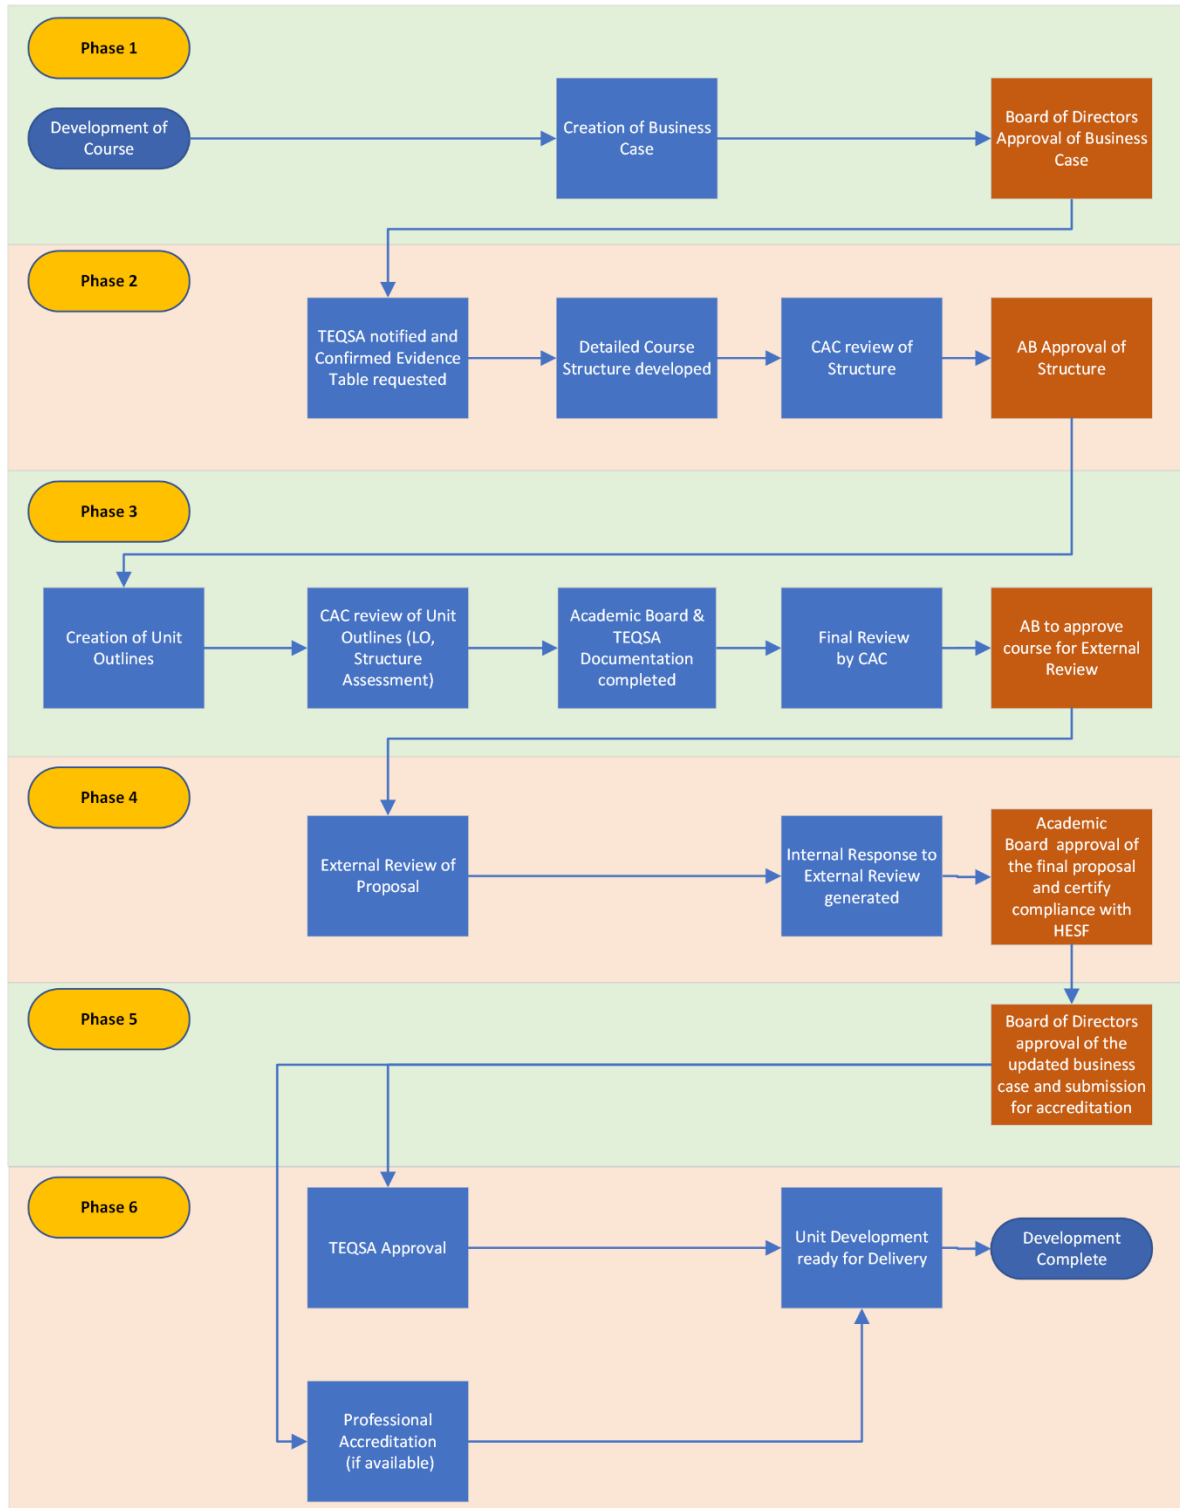 Phase 1
Development of
Course
Creation of Business
Case
Board of Directors
Approval of Business
Case
Phase 2
TEQSA notified and
Confirmed Evidence
Table requested
Detailed Course
Structure developed
CAC review of
Structure
AB Approval of
Structure
Phase 3
Creation of Unit
Outlines
CAC review of Unit
Outlines (LO,
Structure
Assessment)
Academic Board &
TEQSA
Documentation
completed
Final Review
by CAC
AB to approve
course for External
Review
Phase 4
External Review of
Proposal
Internal Response to
External Review
generated
Academic
Board approval of
the final proposal
and certify
compliance with
HESF
Phase 5
Board of Directors
approval of the
updated business
case and submission
for accreditation
Phase 6
TEQSA Approval
Unit Development
ready for Delivery
Development
Complete
Professional
Accreditation
(if available)